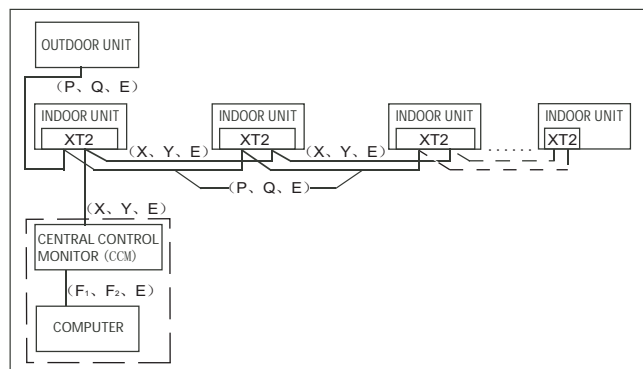 OUTDOOR UNIT
(P、Q、E)
INDOOR UNIT
XT2
INDOOR UNIT
XT2
INDOOR UNIT
XT2
......
INDOOR UNIT
XT2
(X、Y、E)
(X、Y、E)
(P、Q、E)
(X、Y、E)
CENTRAL CONTROL
MONITOR (CCM)
(F₁、F₂、E)
COMPUTER